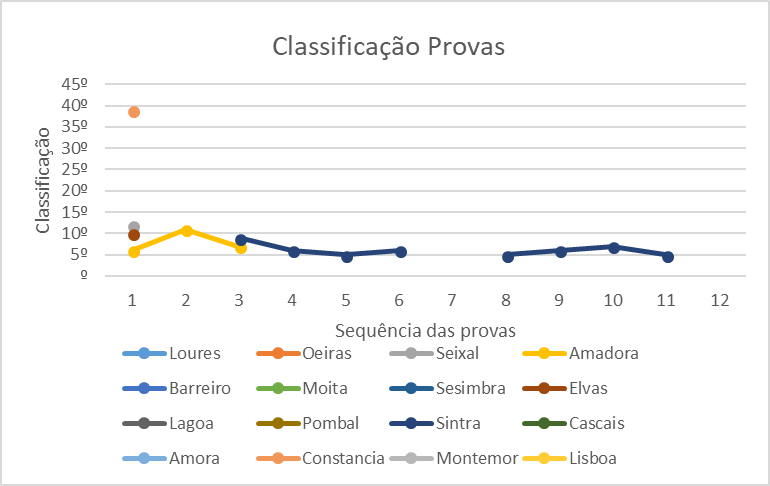 Classificação Provas
45º
40º
35º
30º
25º
20º
15º
10º
5º
º
Classificação
1 2 3 4 5 6 7 8 9 10 11 12
Sequência das provas
Loures Oeiras Seixal Amadora
Barreiro Moita Sesimbra Elvas
Lagoa Pombal Sintra Cascais
Amora Constancia Montemor Lisboa